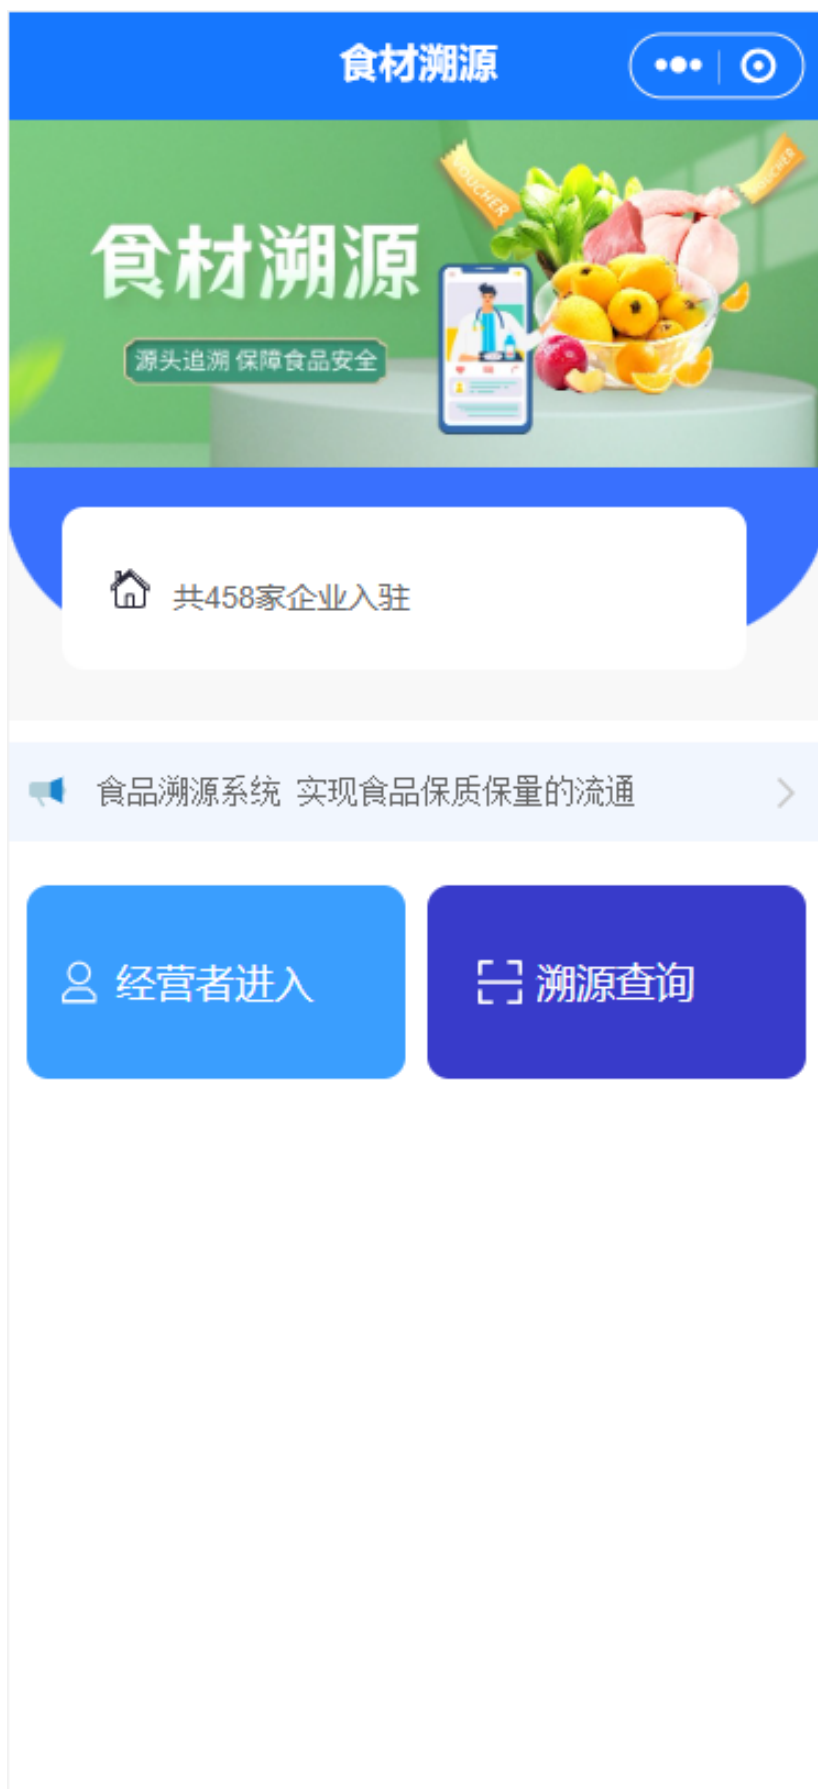 食材溯源
VOUCHER
VOUCHER
食材溯源
源头追溯 保障食品安全
共458家企业入驻
食品溯源系统 实现食品保质保量的流通
经营者进入
溯源查询